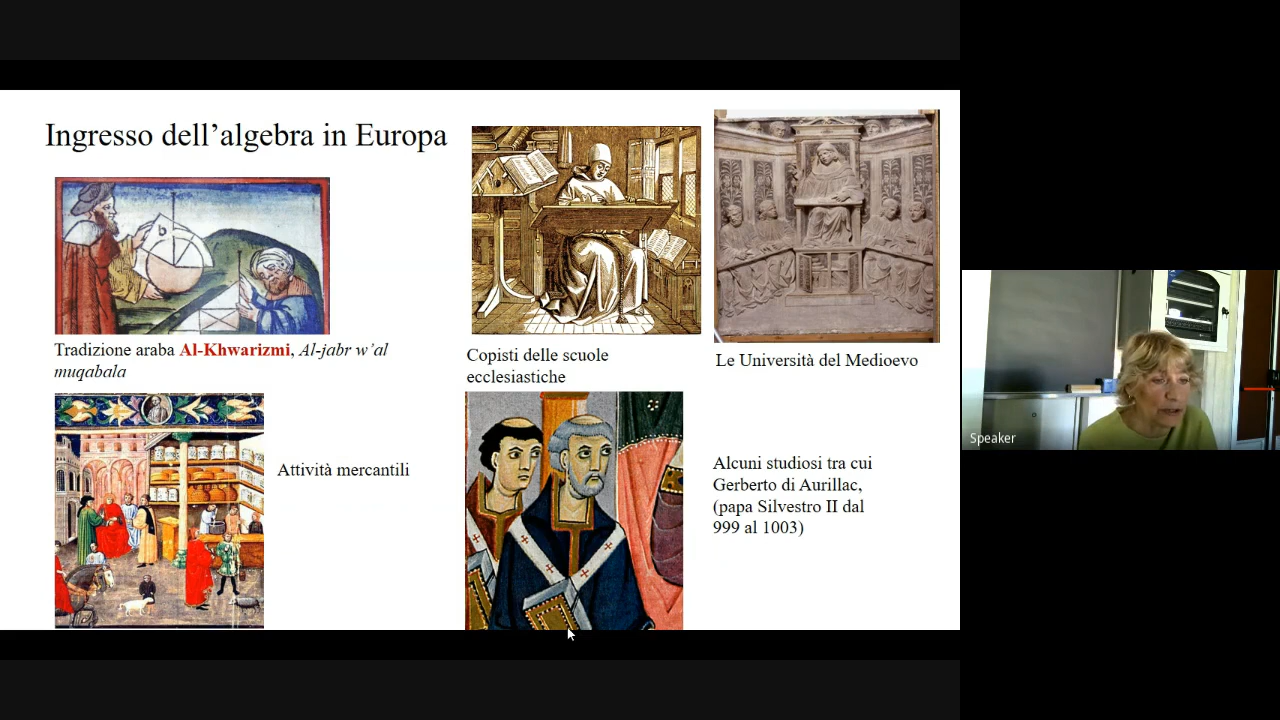 Ingresso dell’algebra in Europa
Tradizione araba Al-Khwarizmi, Al-jabr w’al
muqabala
Copisti delle scuole
ecclesiastiche
Le Università del Medioevo
Attività mercantili
Alcuni studiosi tra cui
Gerberto di Aurillac,
(papa Silvestro II dal
999 al 1003)
Speaker